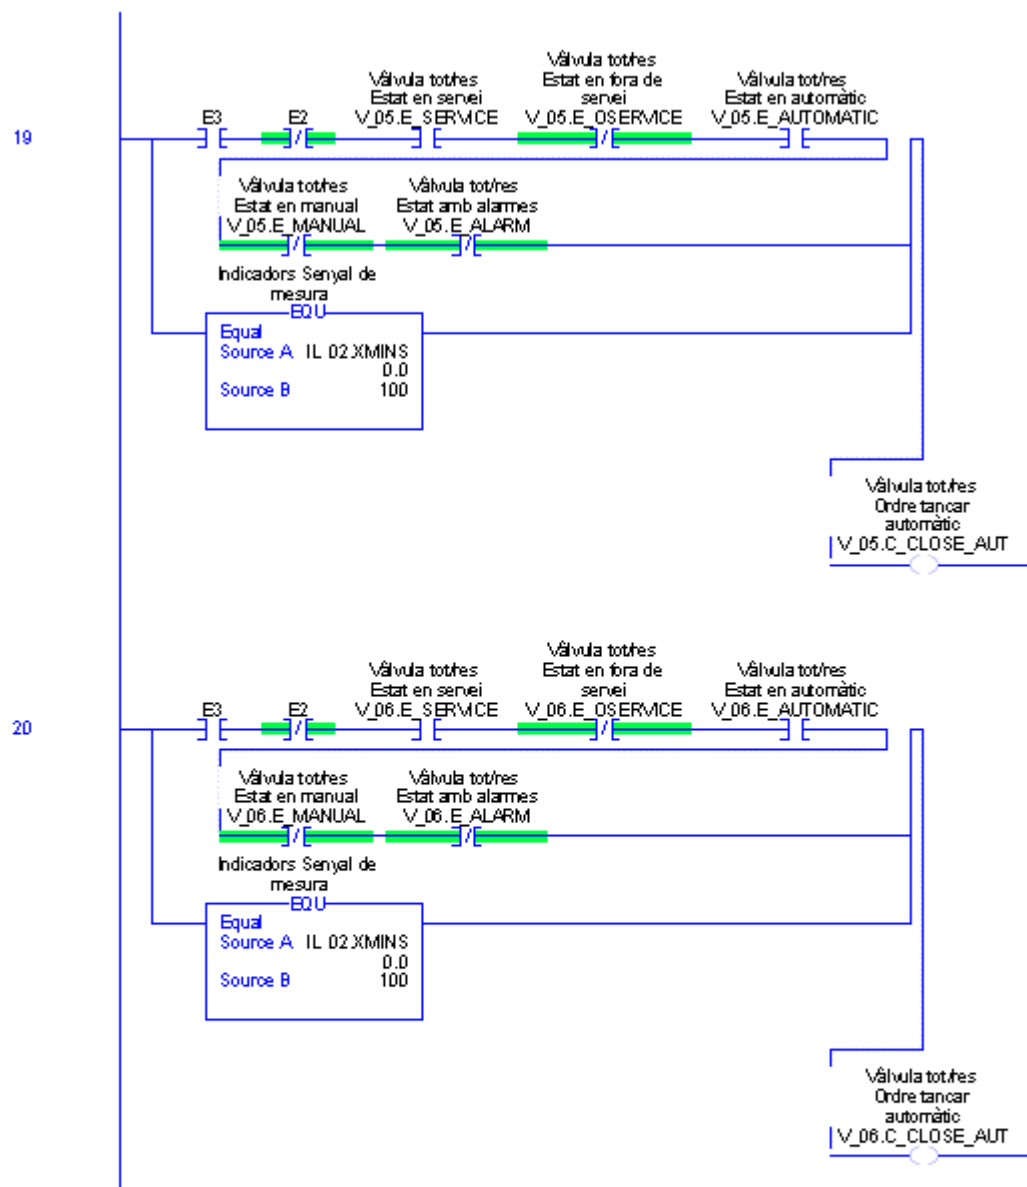 19
E3
E2
Vàlvula tot/res
Estat en servei
V_05.E_SERVICE
Vàlvula tot/res
Estat en fora de
servei
V_05.E_OSERVICE
Vàlvula tot/res
Estat en automàtic
V_05.E_AUTOMATIC
Vàlvula tot/res
Estat en manual
V_05.E_MANUAL
Vàlvula tot/res
Estat amb alarmes
V_05.E_ALARM
Indicadors Senyal de
mesura
EQU
Equal
Source A IL_02.XMINS
0.0
Source B 100
Vàlvula tot/res
Ordre tancar
automàtic
V_05.C_CLOSE_AUT
20
E3
E2
Vàlvula tot/res
Estat en servei
V_06.E_SERVICE
Vàlvula tot/res
Estat en fora de
servei
V_06.E_OSERVICE
Vàlvula tot/res
Estat en automàtic
V_06.E_AUTOMATIC
Vàlvula tot/res
Estat en manual
V_06.E_MANUAL
Vàlvula tot/res
Estat amb alarmes
V_06.E_ALARM
Indicadors Senyal de
mesura
EQU
Equal
Source A IL_02.XMINS
0.0
Source B 100
Vàlvula tot/res
Ordre tancar
automàtic
V_06.C_CLOSE_AUT